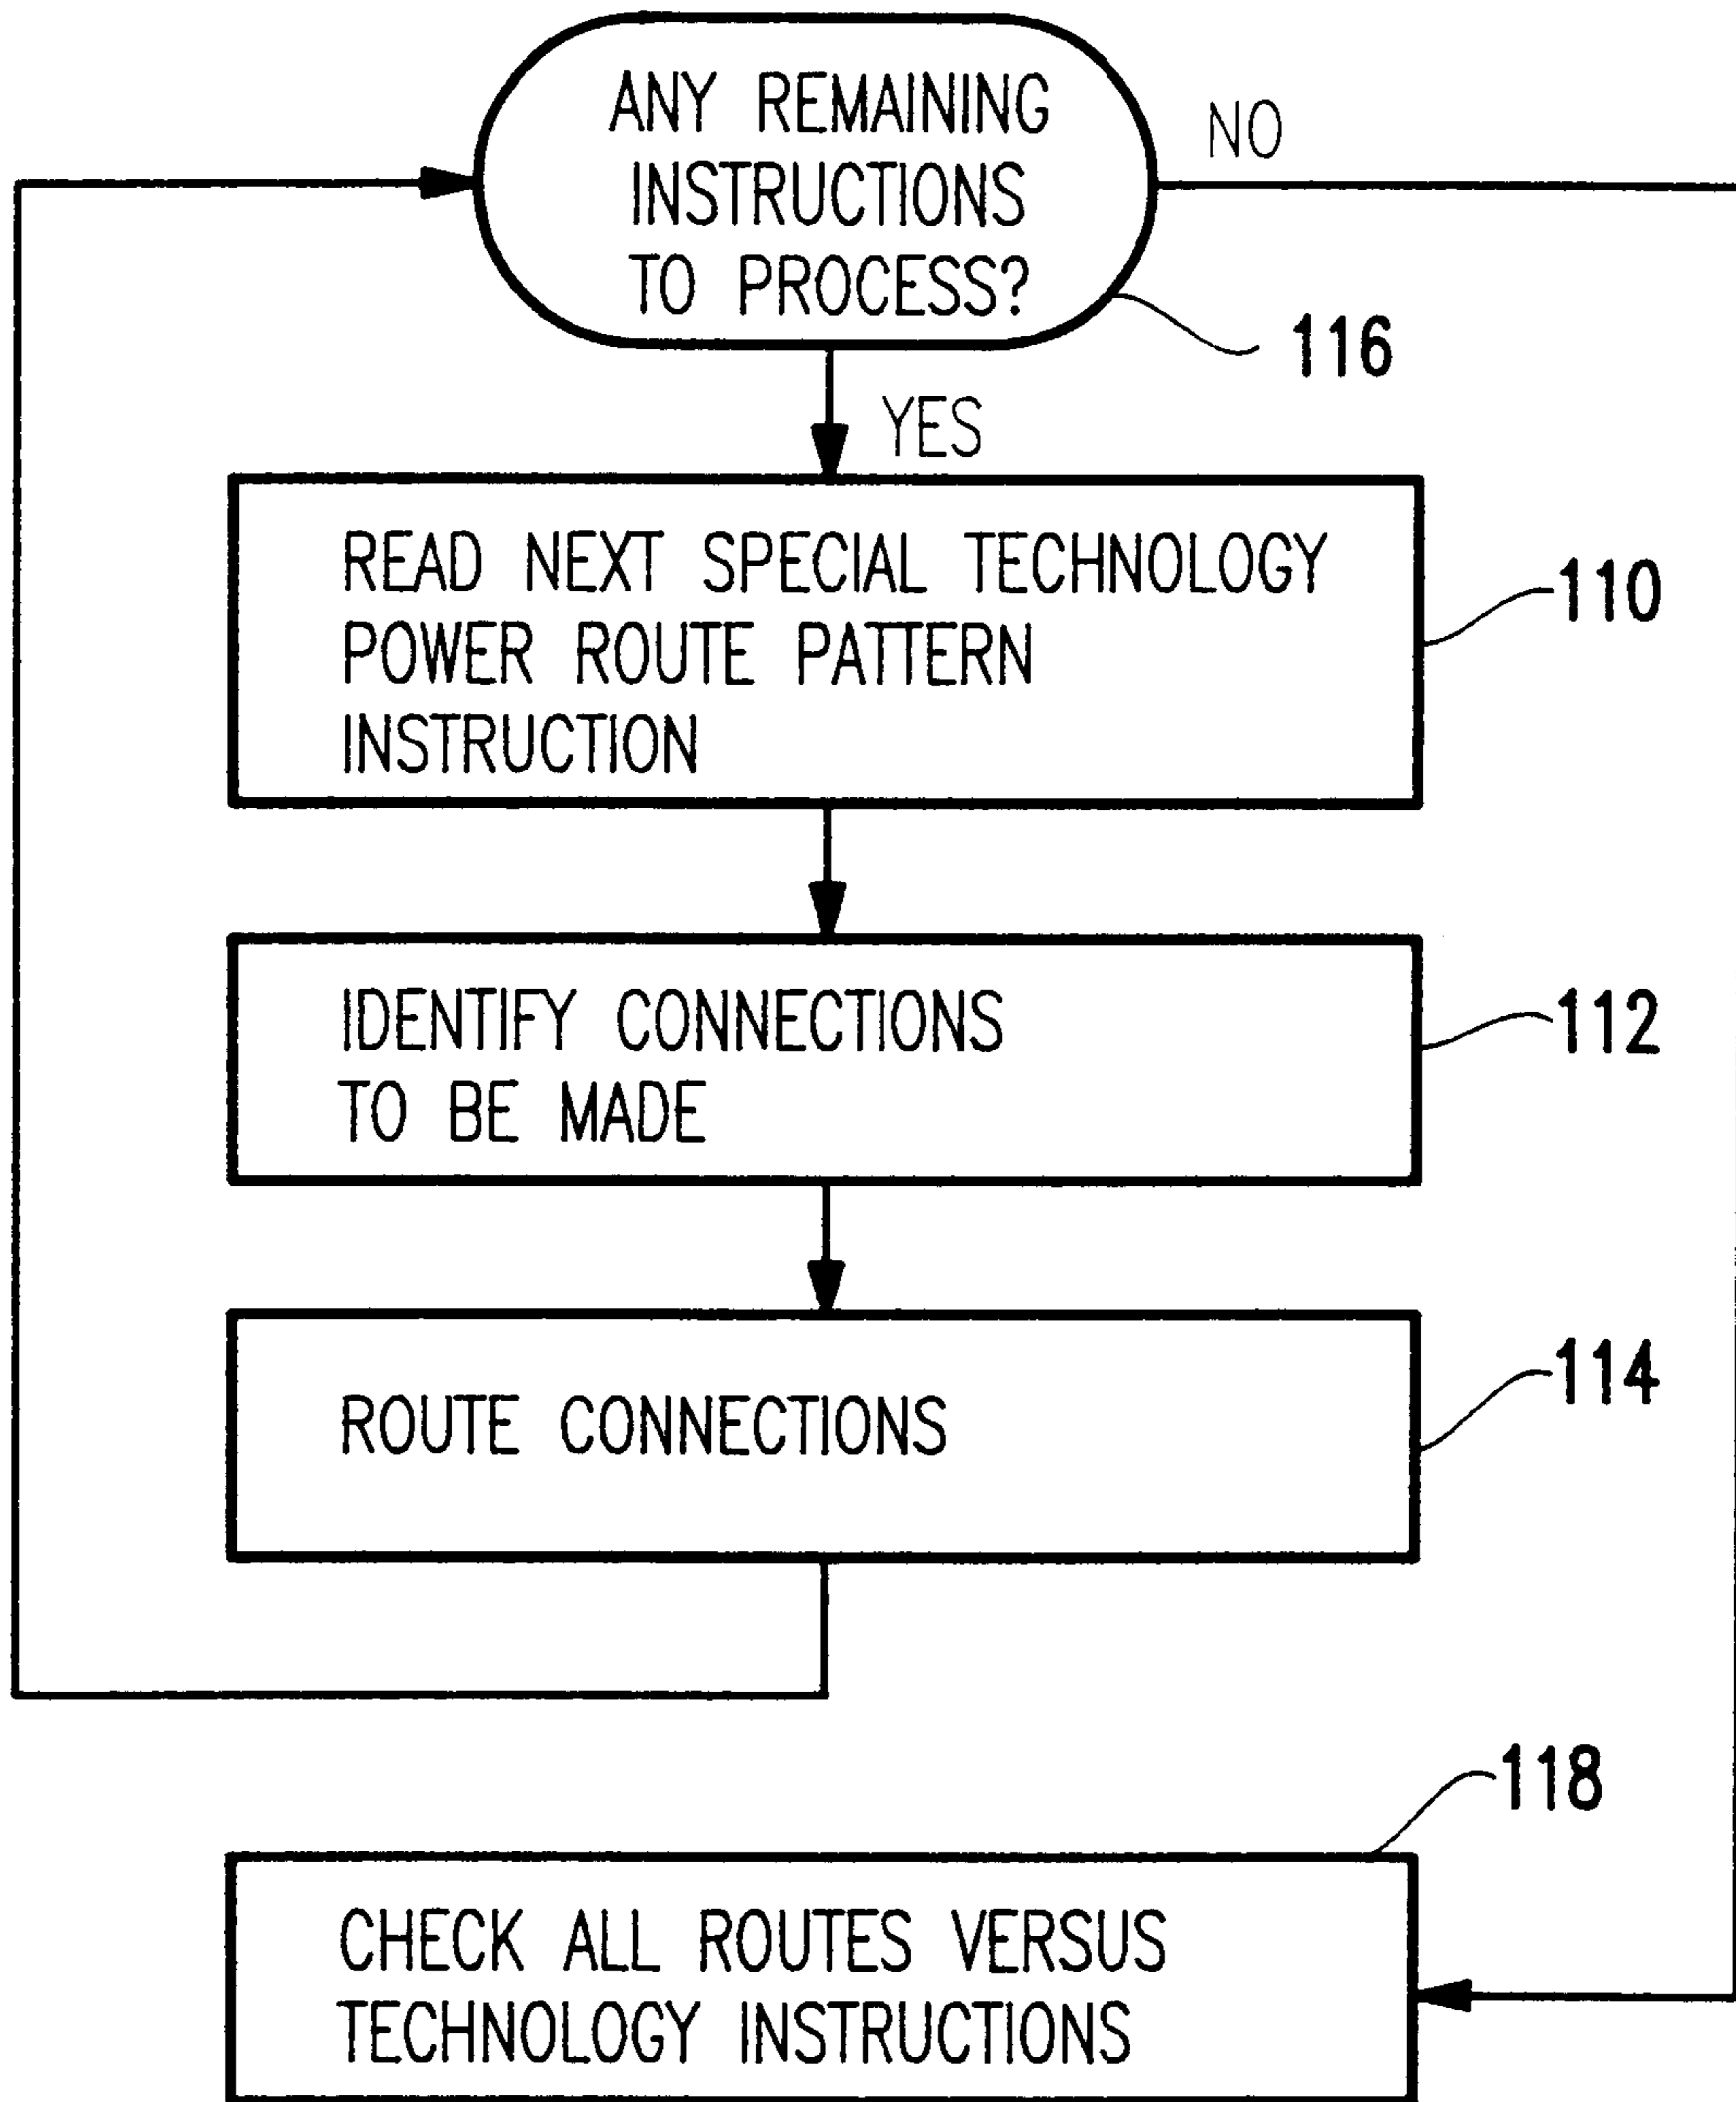 ANY REMAINING
INSTRUCTIONS
TO PROCESS?
NO
116
YES
READ NEXT SPECIAL TECHNOLOGY
POWER ROUTE PATTERN
INSTRUCTION
110
IDENTIFY CONNECTIONS
TO BE MADE
112
ROUTE CONNECTIONS
114
118
CHECK ALL ROUTES VERSUS
TECHNOLOGY INSTRUCTIONS